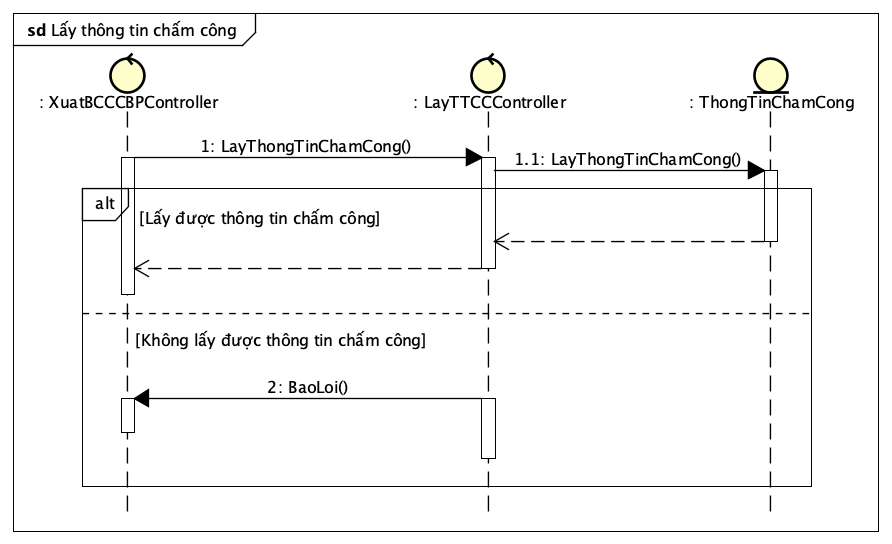 sd Lấy thông tin chấm công
: XuatBCCCBPController
: LayTTCCController
: ThongTinChamCong
1: LayThongTinChamCong()
1.1: LayThongTinChamCong()
alt
[Lấy được thông tin chấm công]
[Không lấy được thông tin chấm công]
2: BaoLoi()